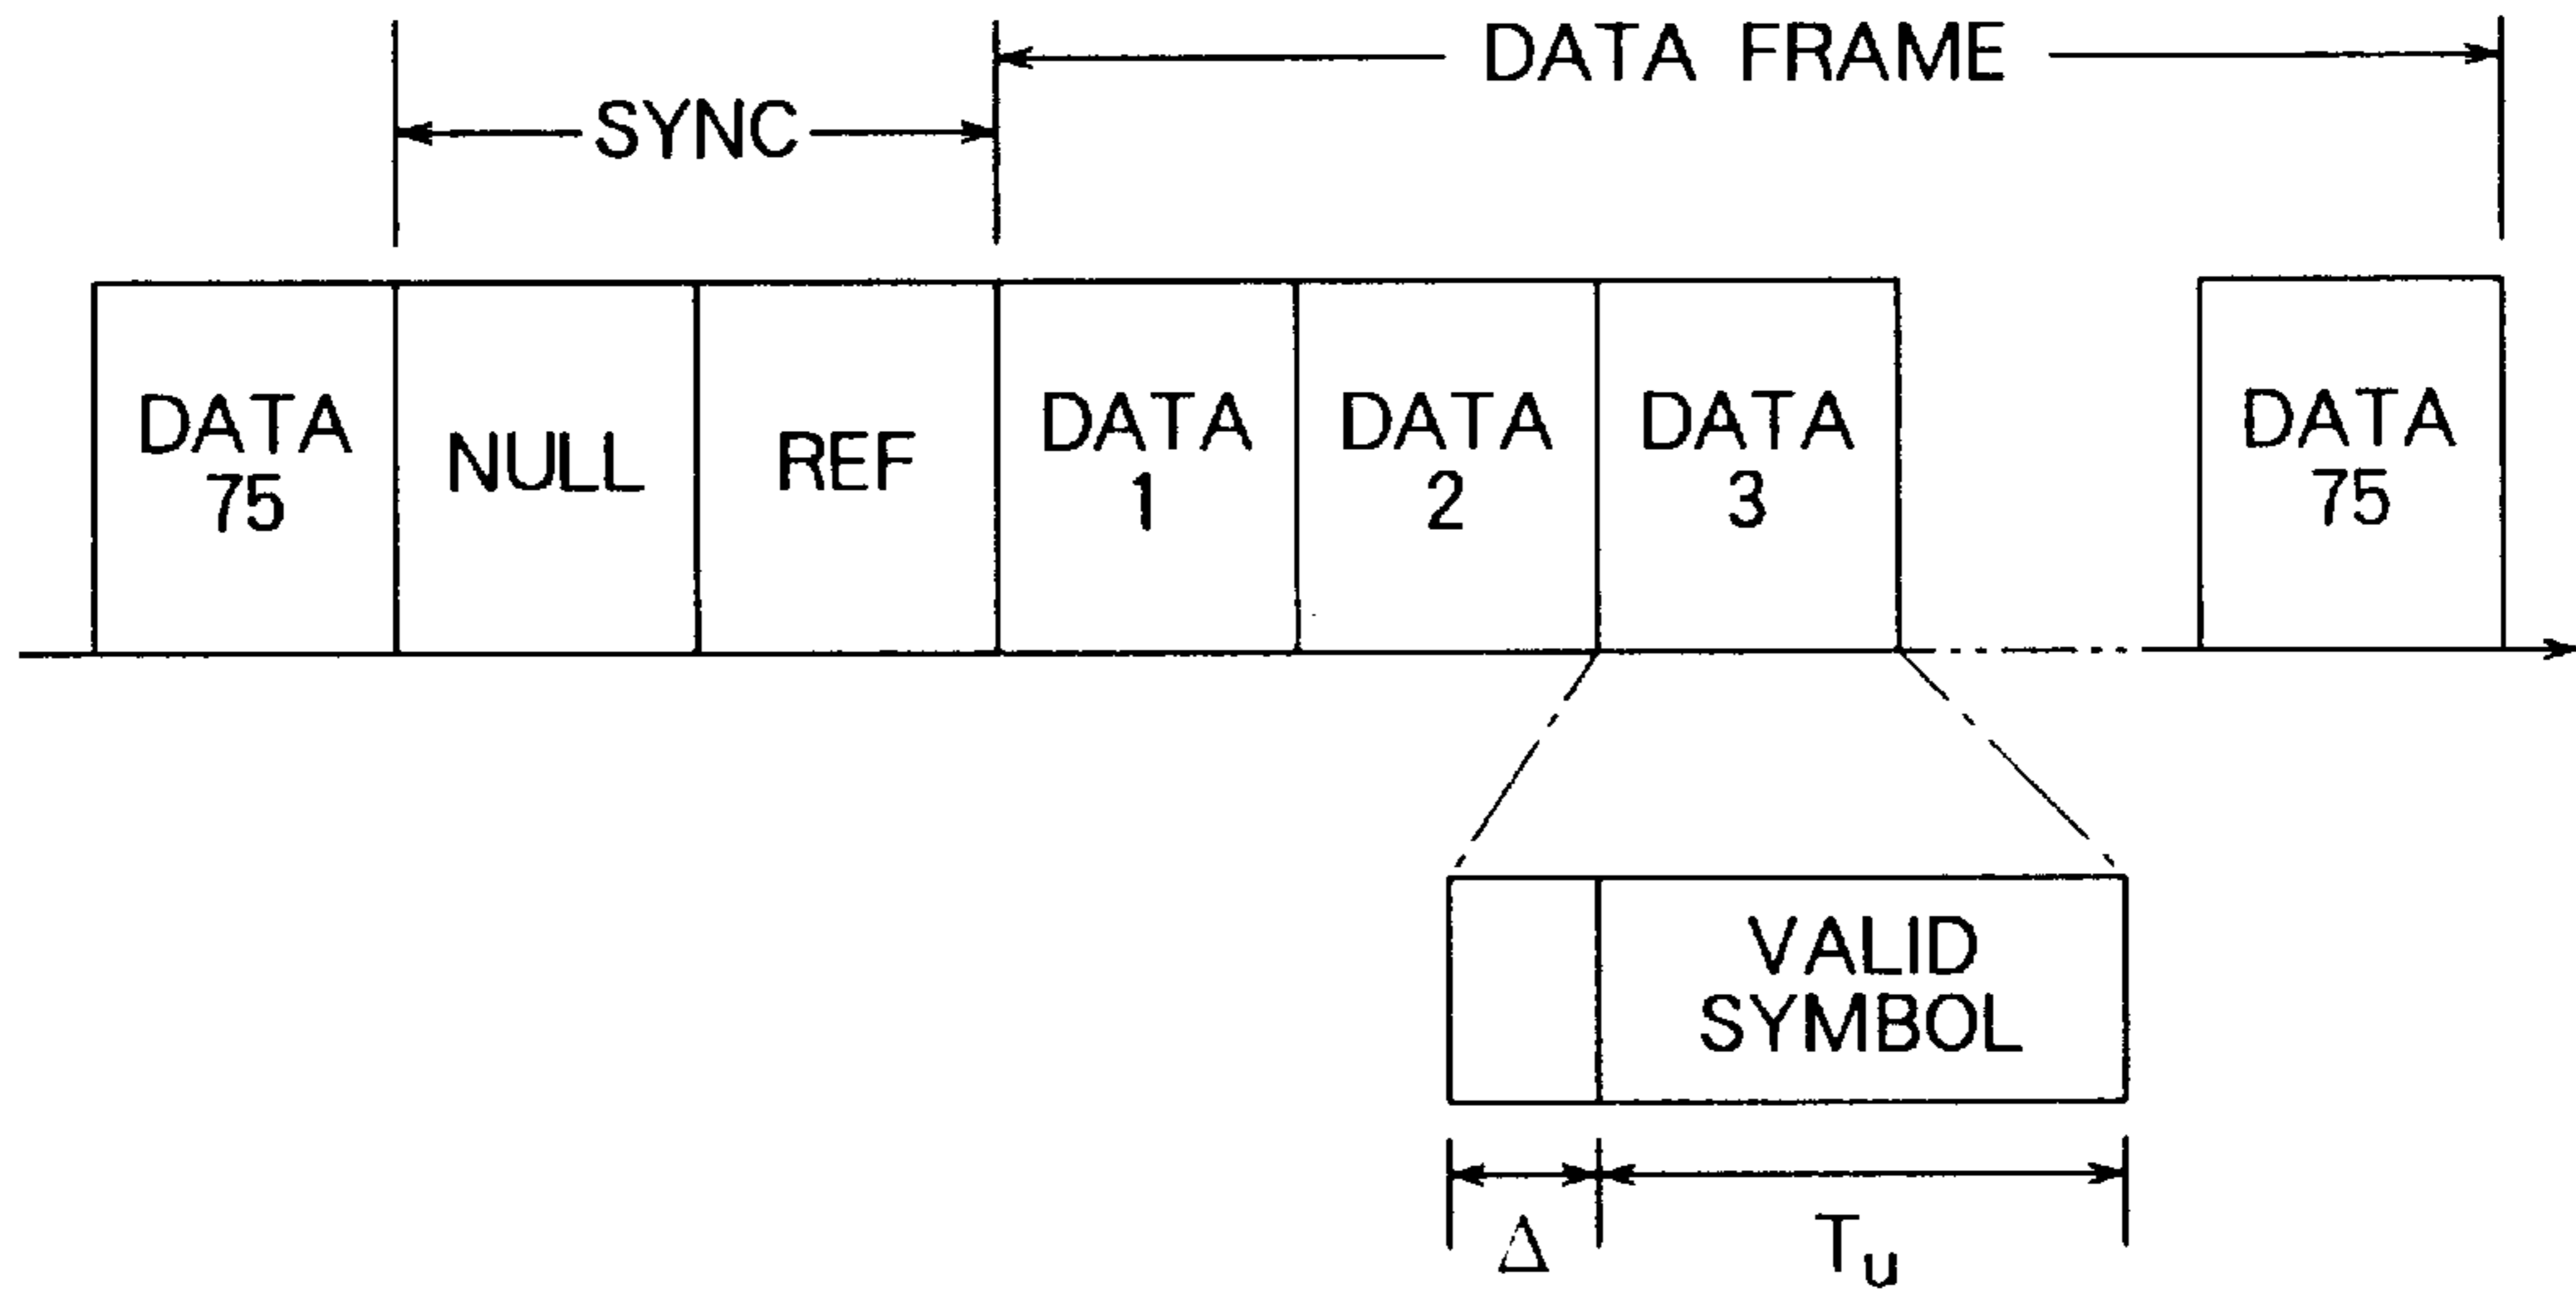 DATA FRAME
SYNC
DATA
75
NULL
REF
DATA
1
DATA
2
DATA
3
DATA
75
VALID
SYMBOL
Δ
Tu